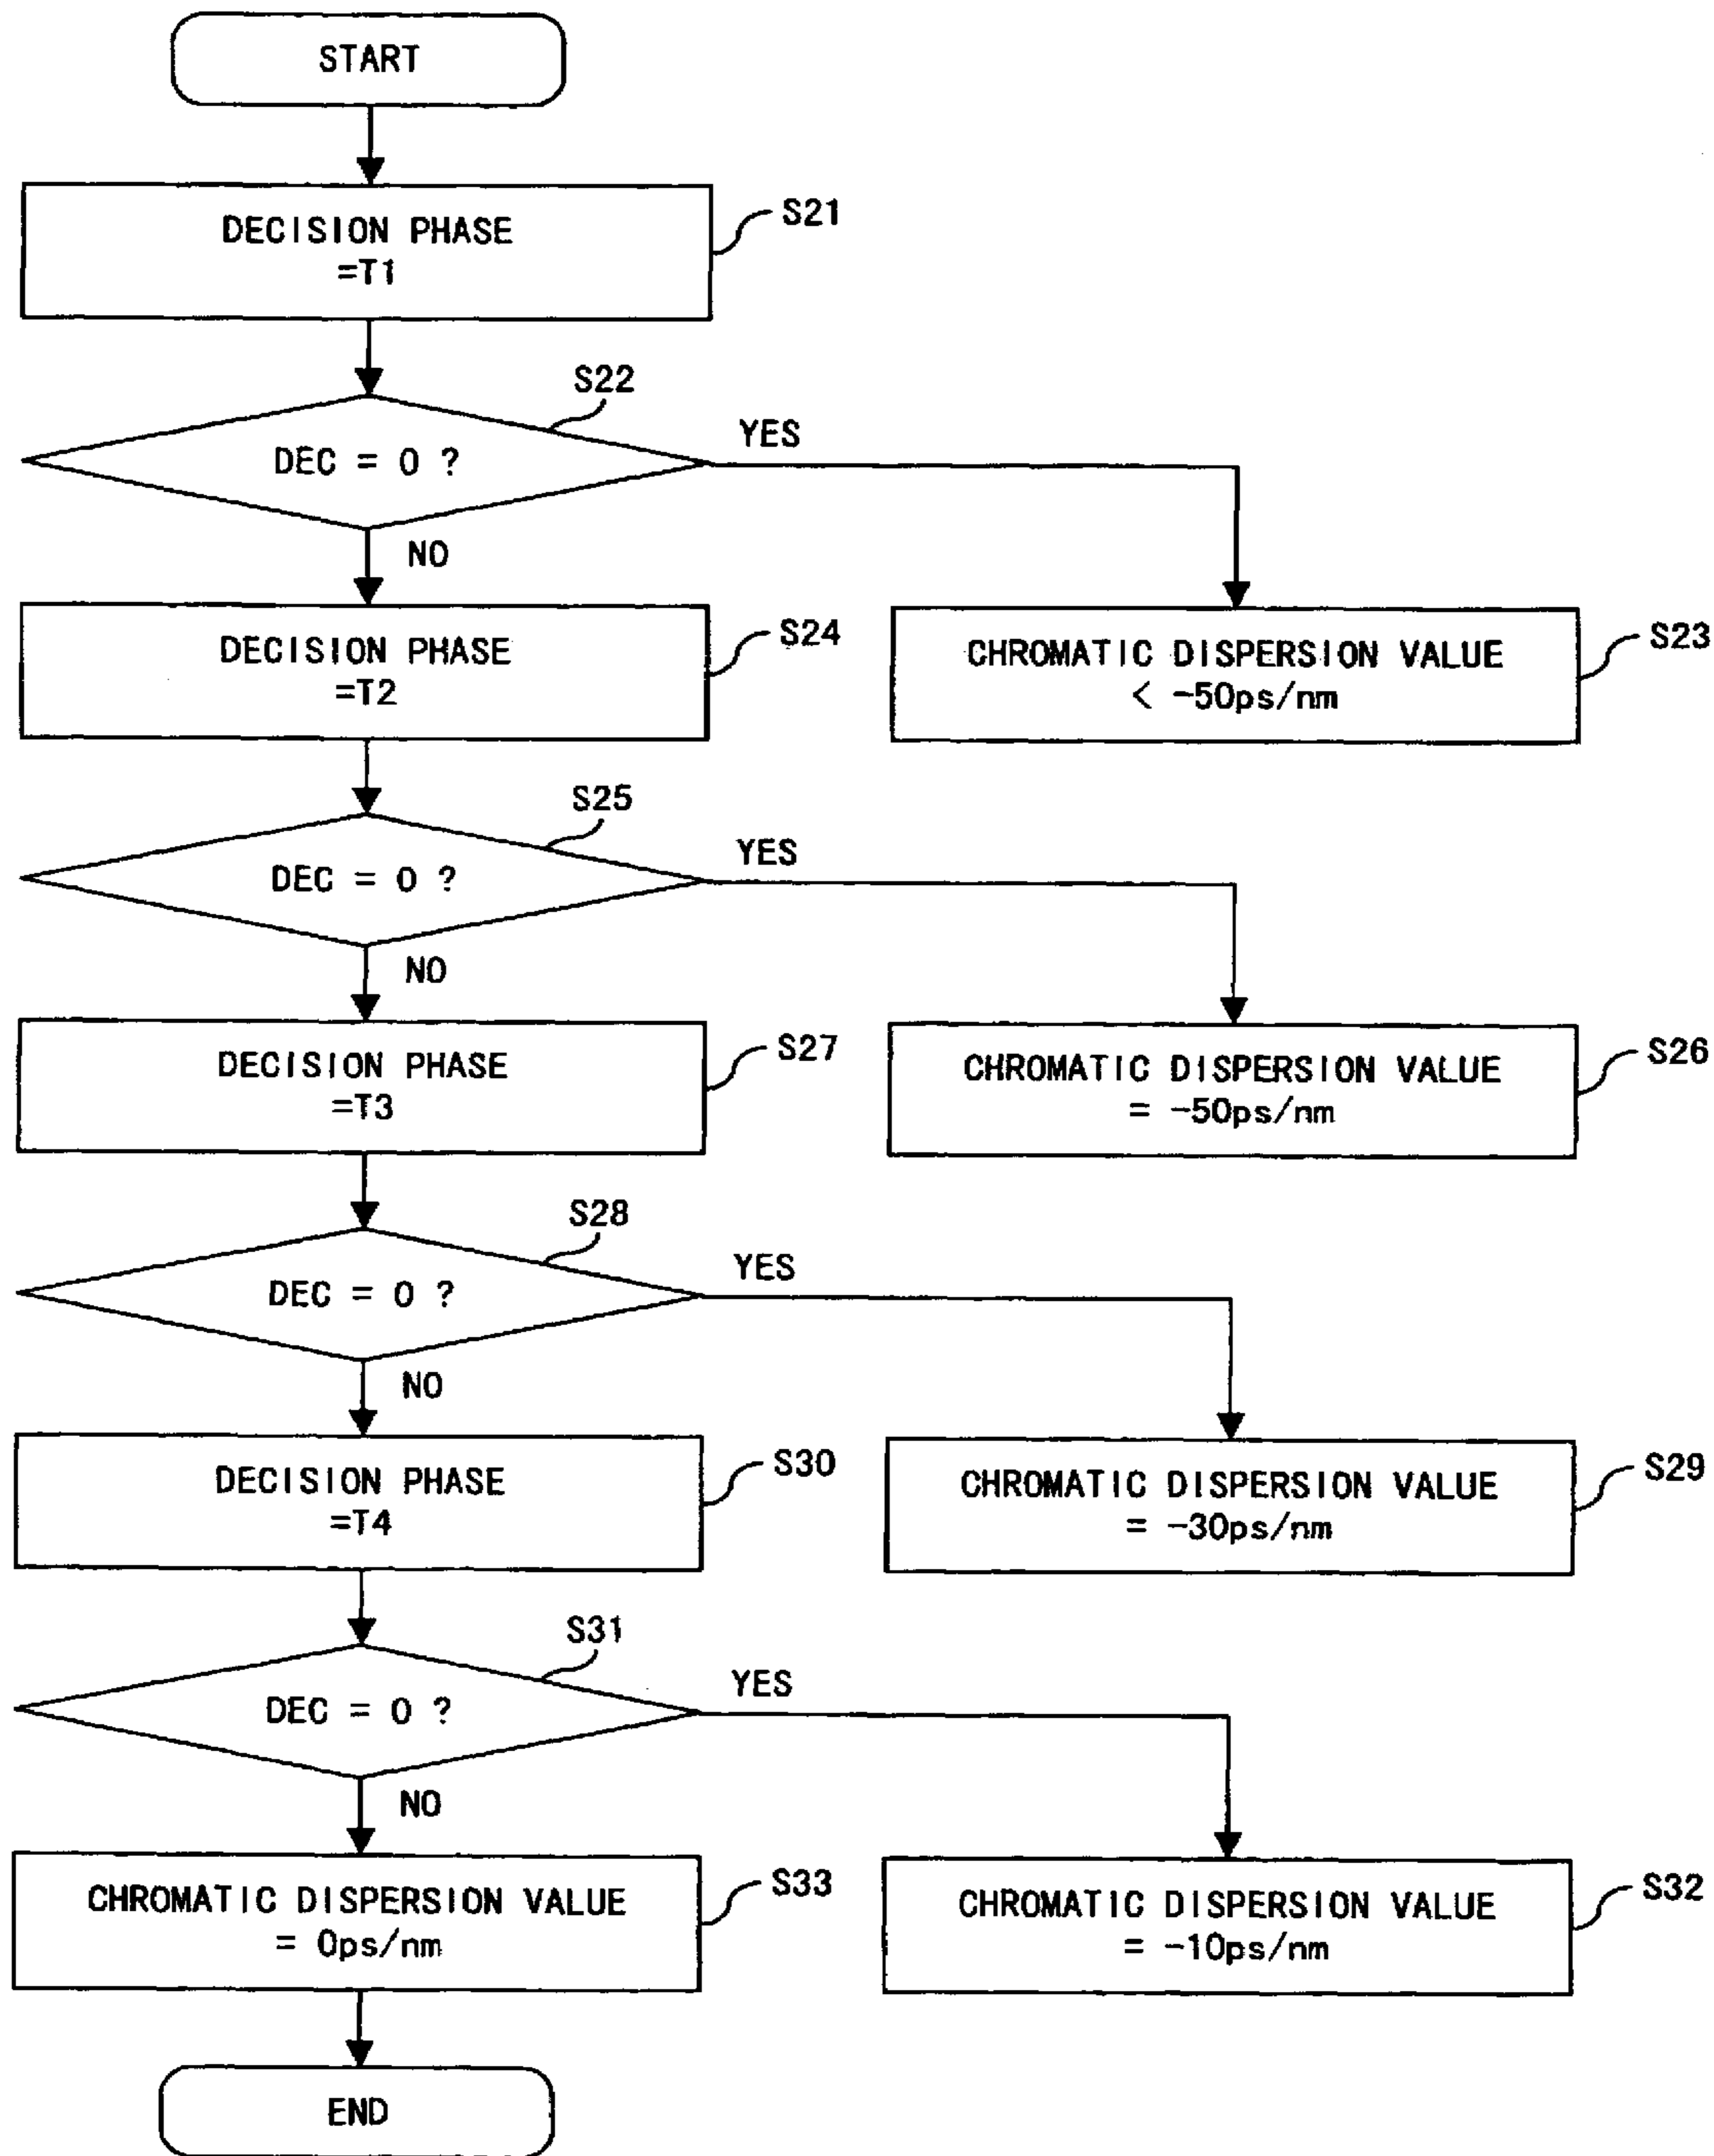 START
DECISION PHASE
=T1
S21
S22
DEC = 0 ?
YES
NO
DECISION PHASE
=T2
S24
CHROMATIC DISPERSION VALUE
< -50ps/nm
S23
S25
DEC = 0 ?
YES
NO
DECISION PHASE
=T3
S27
CHROMATIC DISPERSION VALUE
= -50ps/nm
S26
S28
DEC = 0 ?
YES
NO
DECISION PHASE
=T4
S30
CHROMATIC DISPERSION VALUE
= -30ps/nm
S29
S31
DEC = 0 ?
YES
NO
CHROMATIC DISPERSION VALUE
= 0ps/nm
S33
CHROMATIC DISPERSION VALUE
= -10ps/nm
S32
END